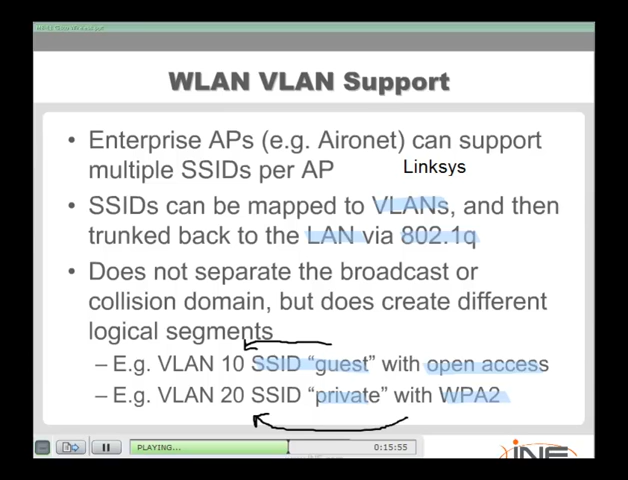 WLAN VLAN Support
• Enterprise APs (e.g. Aironet) can support
multiple SSIDs per AP
Linksys
• SSIDs can be mapped to VLANs, and then
trunked back to the LAN via 802.1q
• Does not separate the broadcast or
collision domain, but does create different
logical segments
– E.g. VLAN 10 SSID “guest” with open access
– E.g. VLAN 20 SSID “private” with WPA2
PLAYING...
0:15:55
iNE